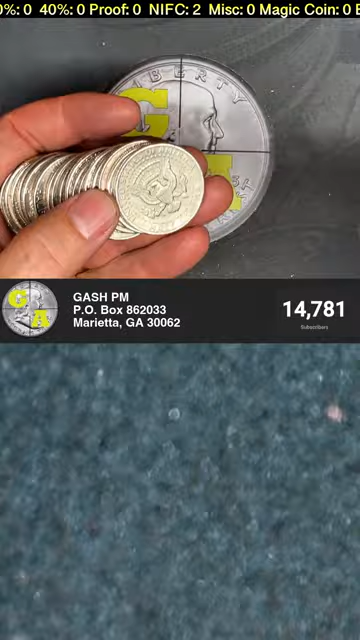 0%: 0 40%: 0 Proof: 0 NIFC: 2 Misc: 0 Magic Coin: 0 E
LIBERTY
G
GASH PM
P.O. Box 862033
Marietta, GA 30062
14,781
Subscribers
G
A